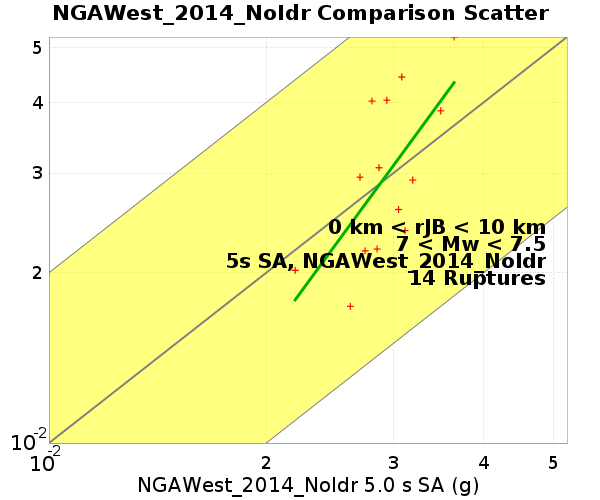 NGAWest_2014_NoIdr Comparison Scatter
5
4
3
2
10^-2
0 km < rJB < 10 km
7 < Mw < 7.5
5s SA, NGAWest_2014_NoIdr
14 Ruptures
10^-2
2
3
4
5
NGAWest_2014_NoIdr 5.0 s SA (g)